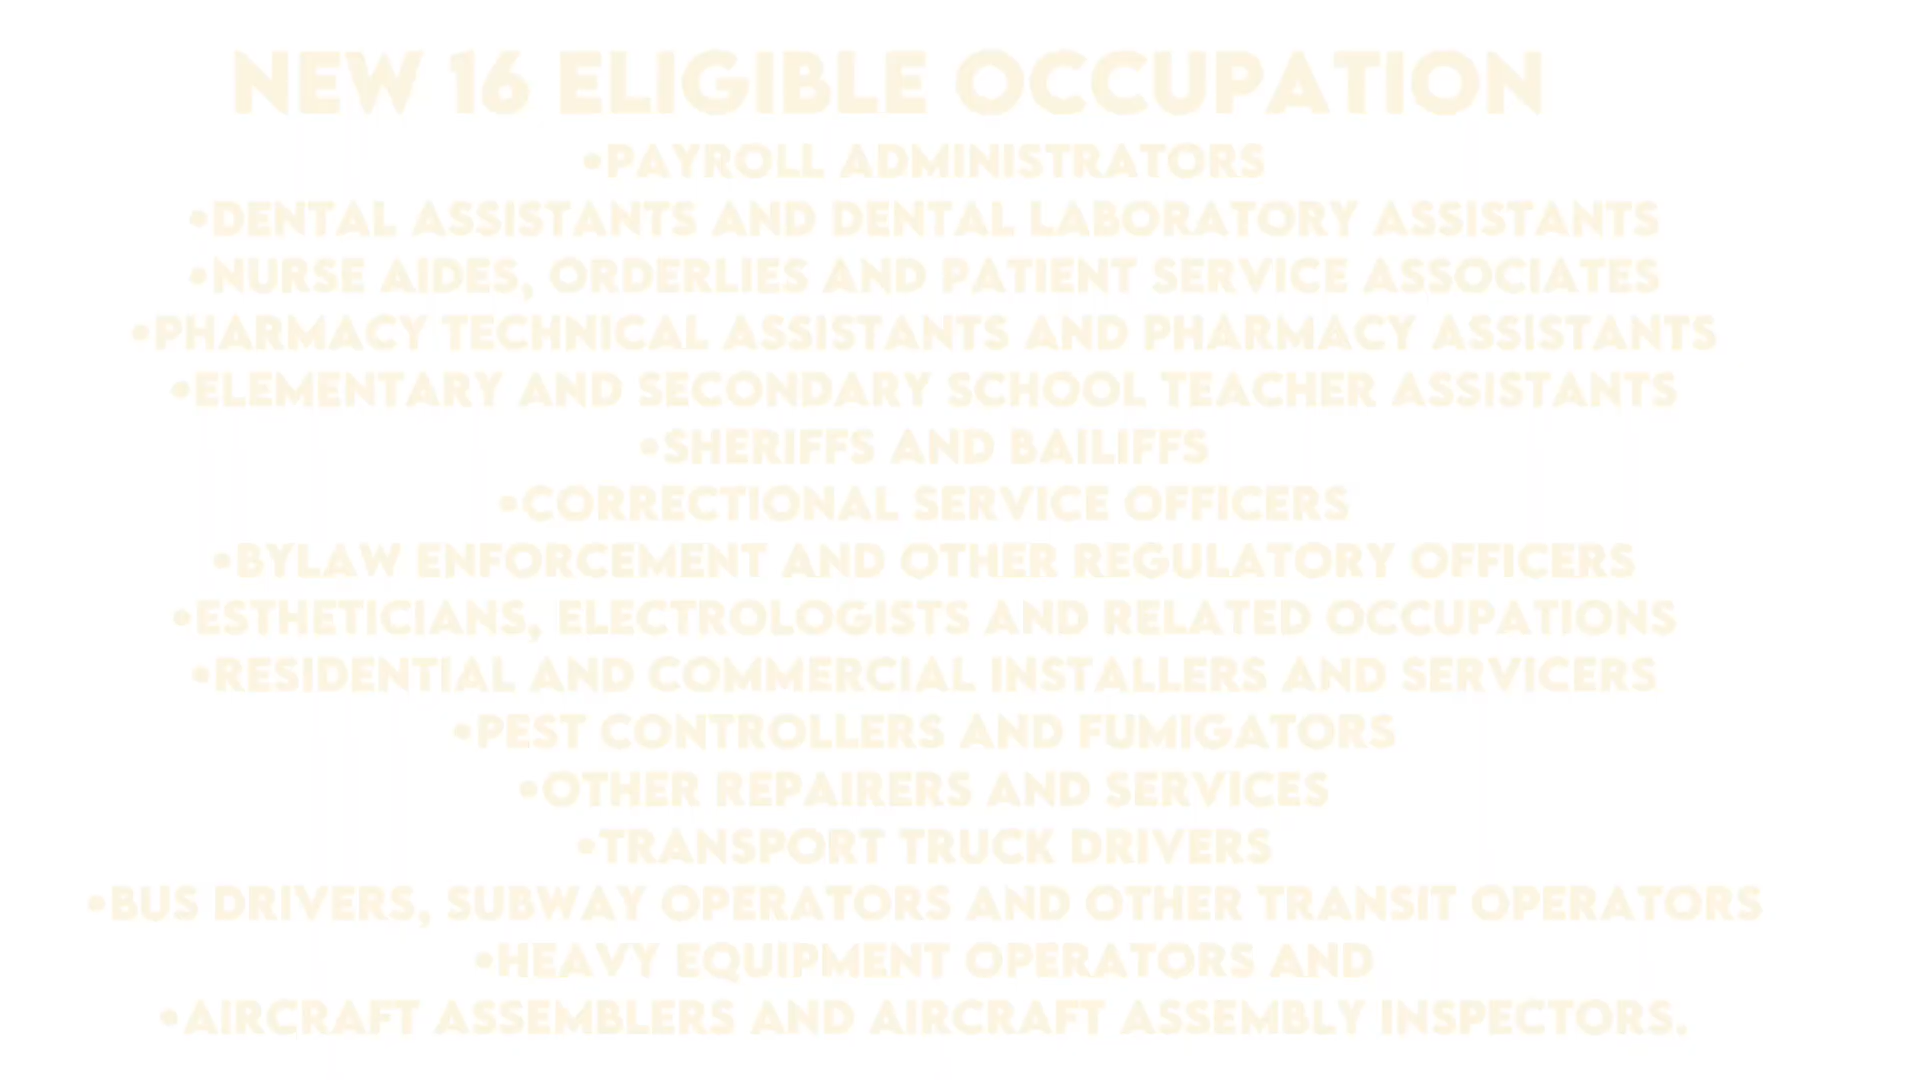 NEW 16 ELIGIBLE OCCUPATION
•PAYROLL ADMINISTRATORS
•DENTAL ASSISTANTS AND DENTAL LABORATORY ASSISTANTS
•NURSE AIDES, ORDERLIES AND PATIENT SERVICE ASSOCIATES
•PHARMACY TECHNICAL ASSISTANTS AND PHARMACY ASSISTANTS
•ELEMENTARY AND SECONDARY SCHOOL TEACHER ASSISTANTS
•SHERIFFS AND BAILIFFS
•CORRECTIONAL SERVICE OFFICERS
•BYLAW ENFORCEMENT AND OTHER REGULATORY OFFICERS
•ESTHETICIANS, ELECTROLOGISTS AND RELATED OCCUPATIONS
•RESIDENTIAL AND COMMERCIAL INSTALLERS AND SERVICERS
•PEST CONTROLLERS AND FUMIGATORS
•OTHER REPAIRERS AND SERVICES
•TRANSPORT TRUCK DRIVERS
•BUS DRIVERS, SUBWAY OPERATORS AND OTHER TRANSIT OPERATORS
•HEAVY EQUIPMENT OPERATORS AND
•AIRCRAFT ASSEMBLERS AND AIRCRAFT ASSEMBLY INSPECTORS.